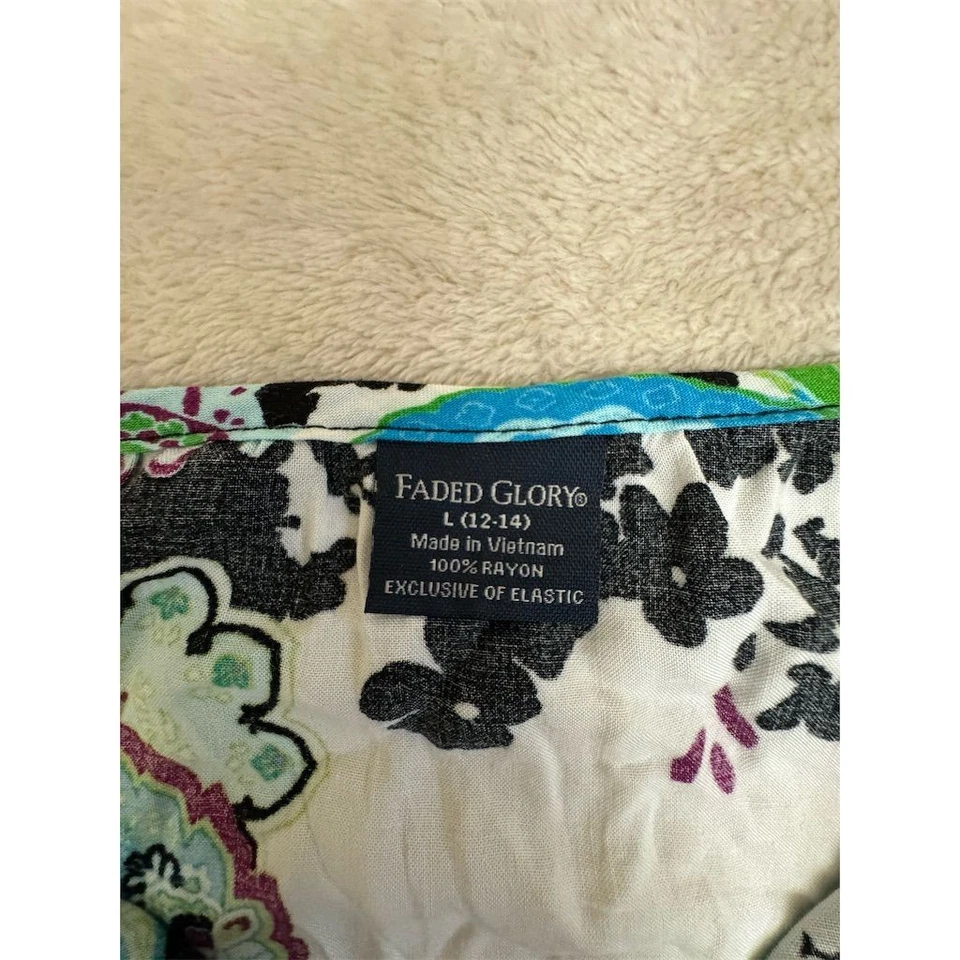 FADED GLORY®
L (12-14)
Made in Vietnam
100% RAYON
EXCLUSIVE OF ELASTIC